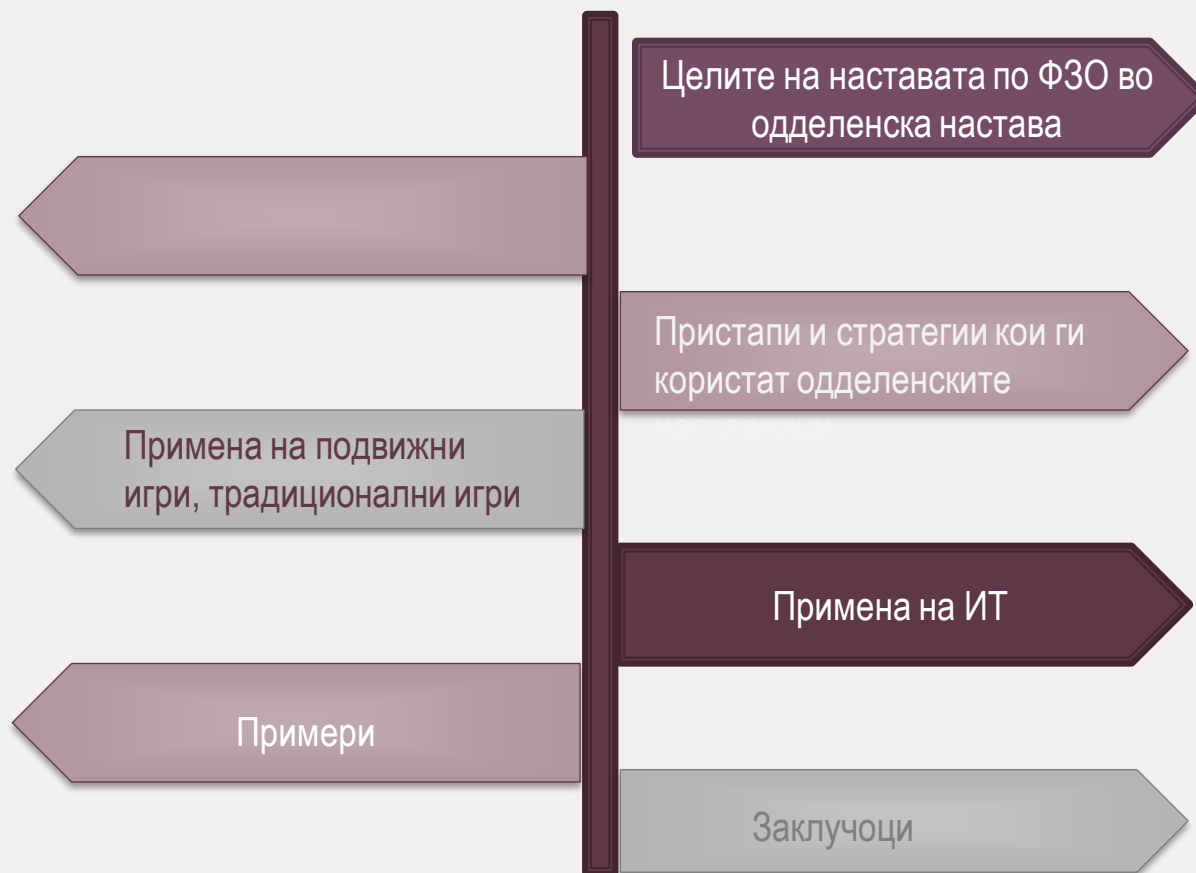 Целите на наставата по ФЗО во
одделенска настава
Пристапи и стратегии кои ги
користат одделенските
наставници
Примена на подвижни
игри, традиционални игри
Примена на ИТ
Примери
Заклучоци